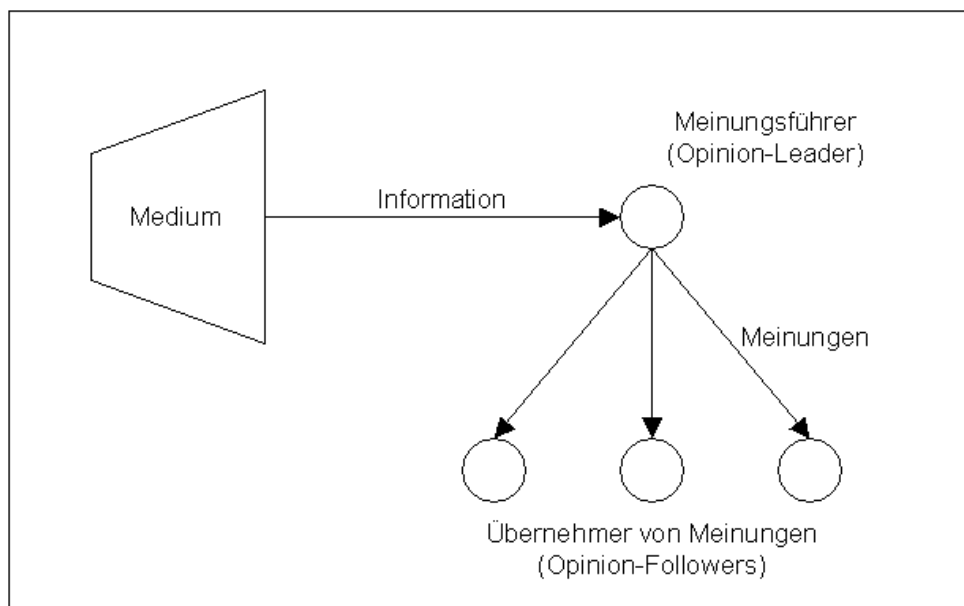 Meinungsführer
(Opinion-Leader)
Information
Medium
Meinungen
Übernehmer von Meinungen
(Opinion-Followers)